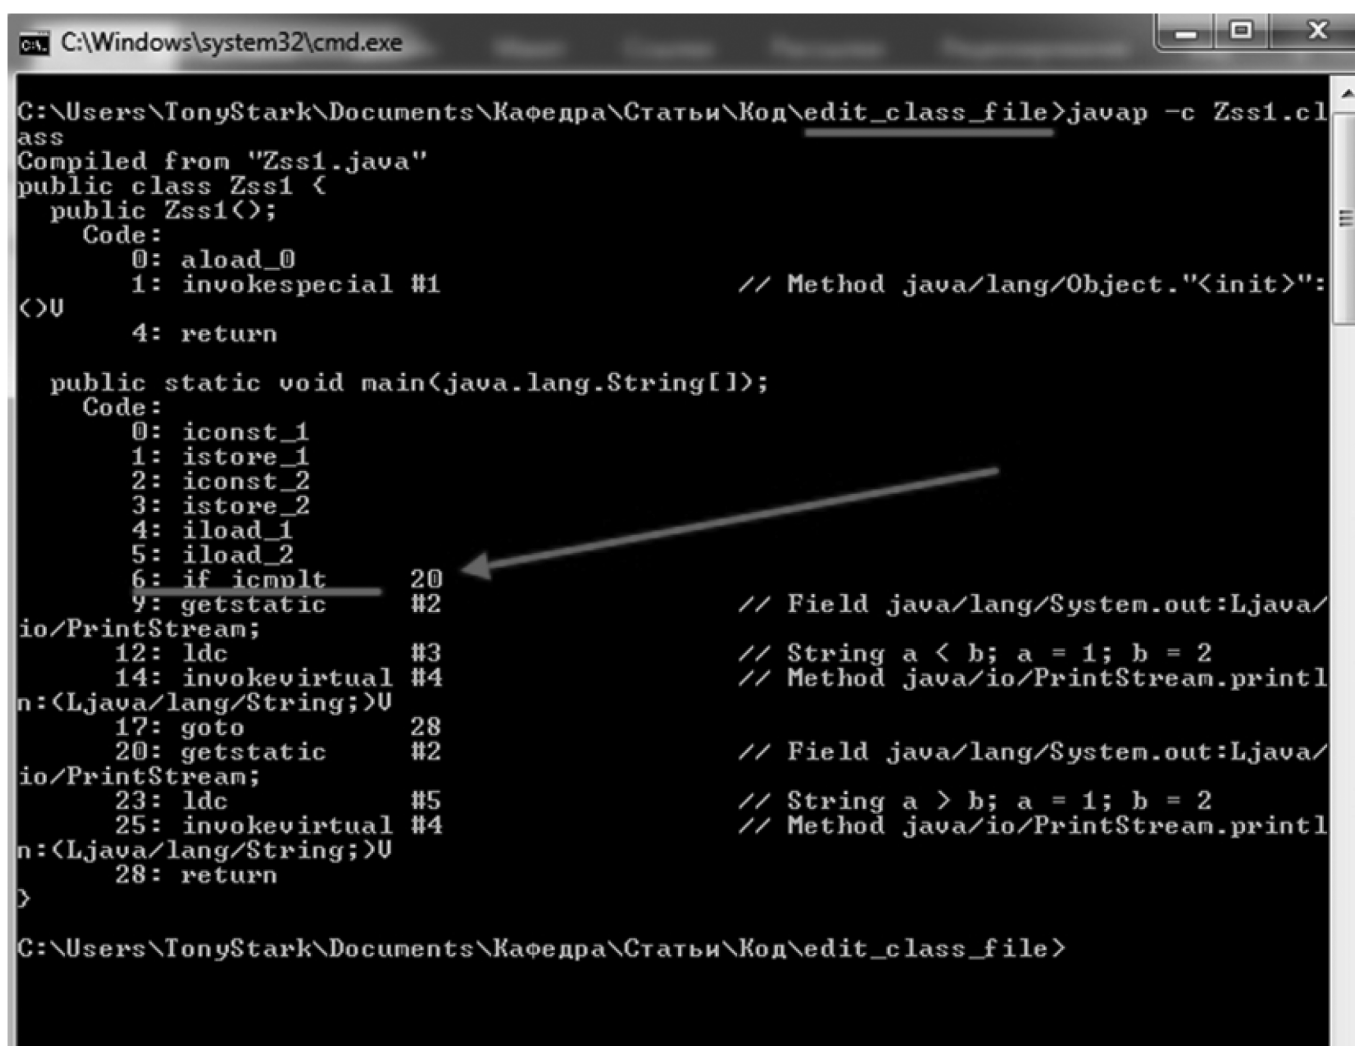 C:\Windows\system32\cmd.exe
C:\Users\TonyStark\Documents\Кафедра\Статьи\Код\edit_class_file>javap -c Zss1.cl
ass
Compiled from "Zss1.java"
public class Zss1 {
public Zss1();
Code:
0: aload_0
1: invokespecial #1 // Method java/lang/Object."<init>":
()V
4: return
public static void main(java.lang.String[]);
Code:
0: iconst_1
1: istore_1
2: iconst_2
3: istore_2
4: iload_1
5: iload_2
6: if_icmplt 20
9: getstatic #2 // Field java/lang/System.out:Ljava/
io/PrintStream;
12: ldc #3 // String a < b; a = 1; b = 2
14: invokevirtual #4 // Method java/io/PrintStream.printl
n:(Ljava/lang/String;)V
17: goto 28
20: getstatic #2 // Field java/lang/System.out:Ljava/
io/PrintStream;
23: ldc #5 // String a > b; a = 1; b = 2
25: invokevirtual #4 // Method java/io/PrintStream.printl
n:(Ljava/lang/String;)V
28: return
}
C:\Users\TonyStark\Documents\Кафедра\Статьи\Код\edit_class_file>